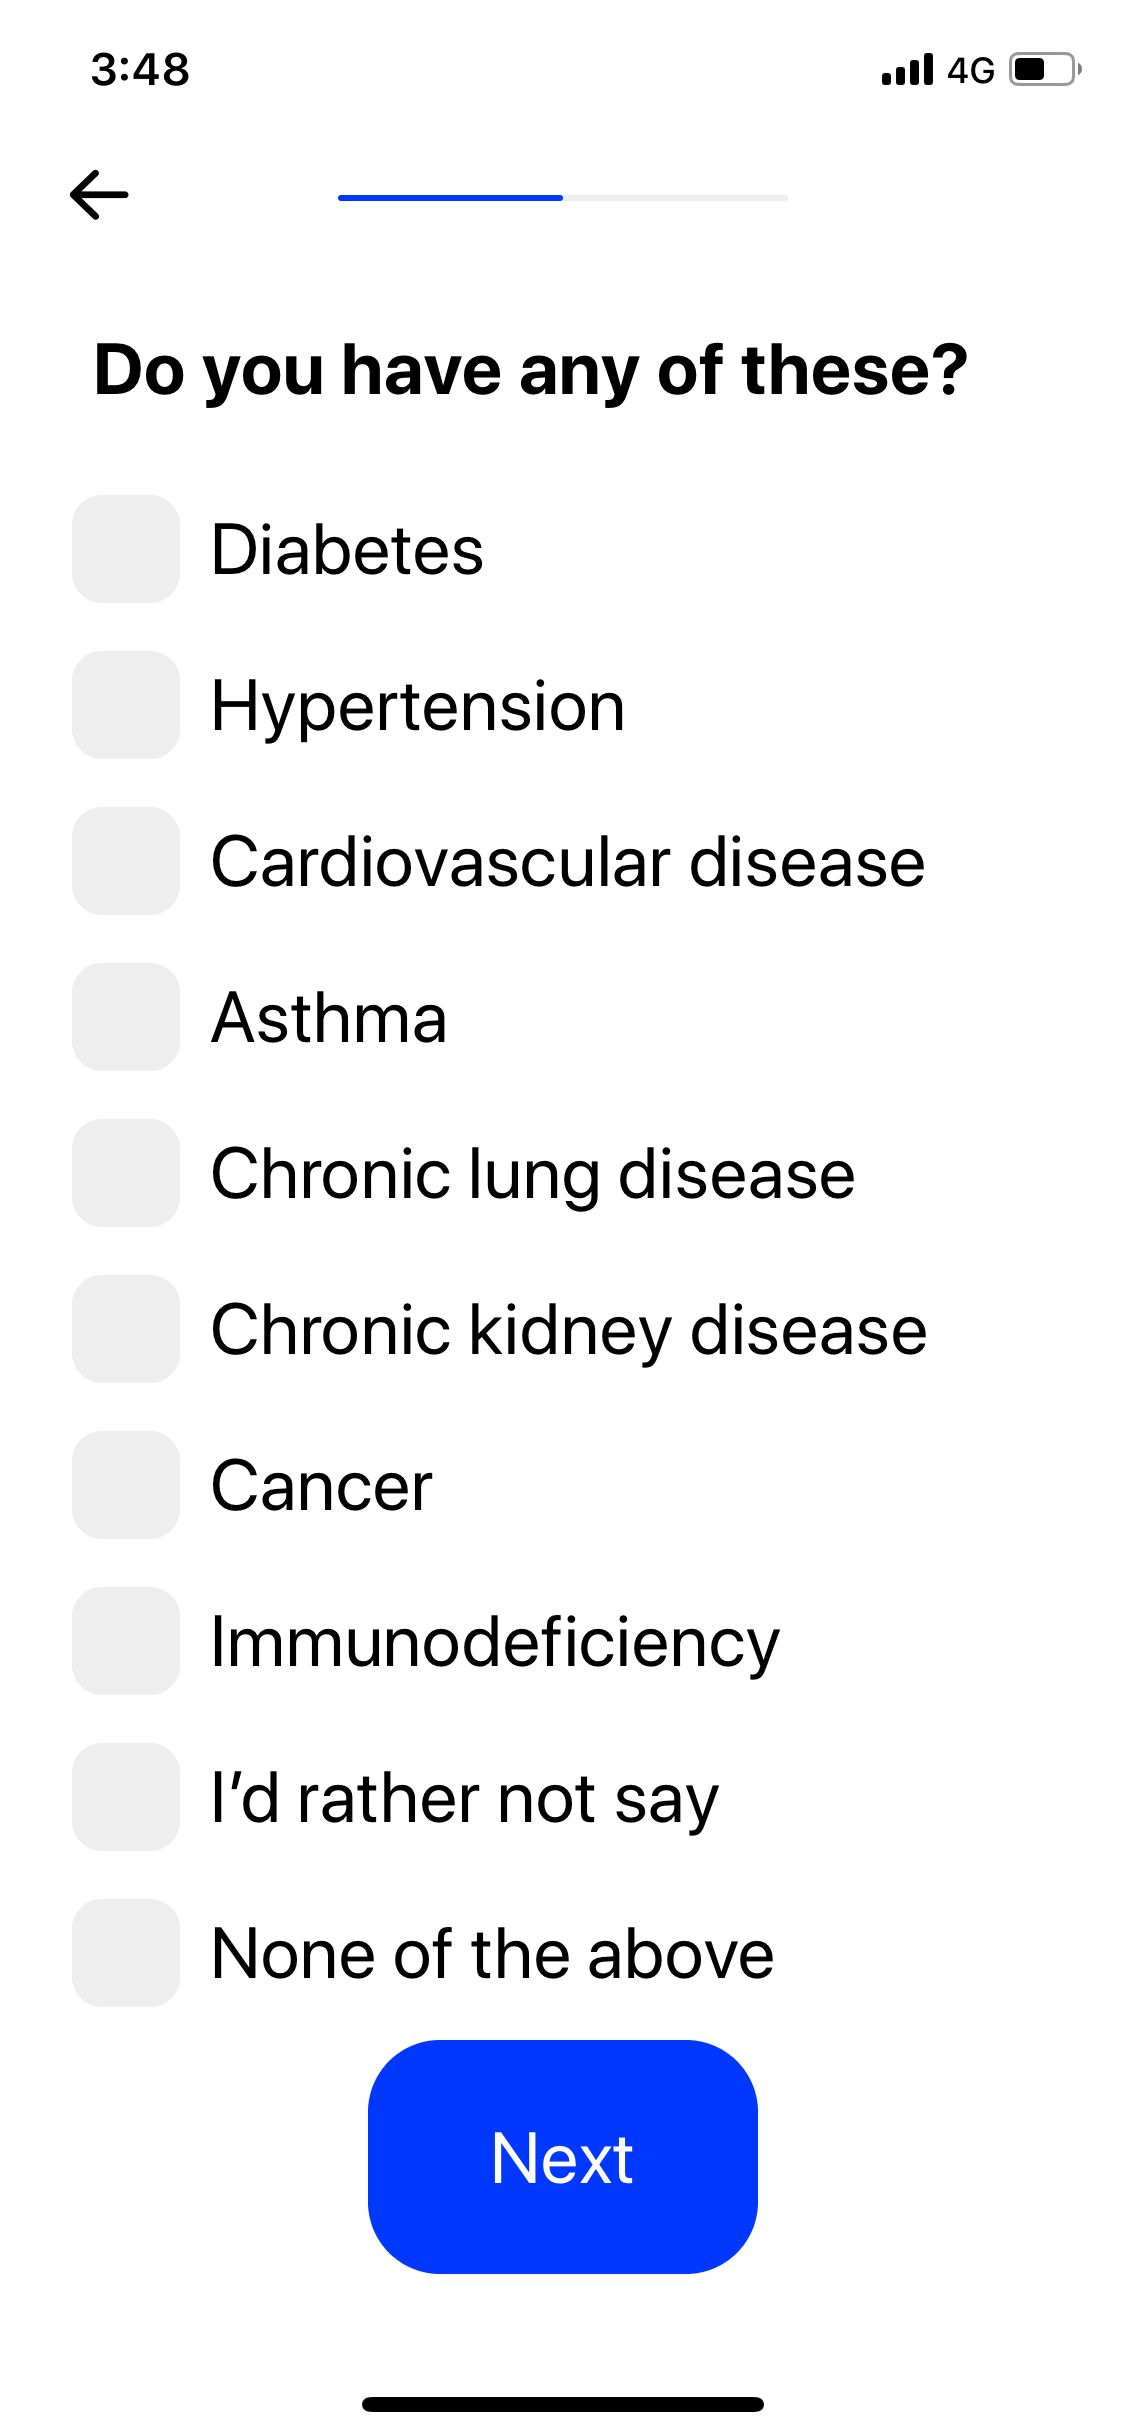 3:48
4G
Do you have any of these?
Diabetes
Hypertension
Cardiovascular disease
Asthma
Chronic lung disease
Chronic kidney disease
Cancer
Immunodeficiency
I’d rather not say
None of the above
Next